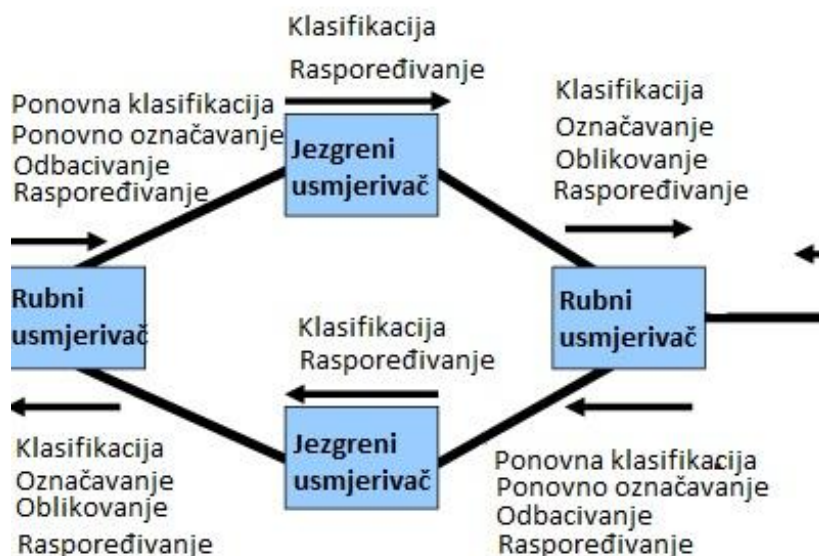 Klasifikacija
Raspoređivanje
Ponovna klasifikacija
Ponovno označavanje
Odbacivanje
Raspoređivanje
Jezgreni
usmjerivač
Klasifikacija
Označavanje
Oblikovanje
Raspoređivanje
Rubni
usmjerivač
Klasifikacija
Raspoređivanje
Rubni
usmjerivač
Jezgreni
usmjerivač
Klasifikacija
Označavanje
Oblikovanje
Raspoređivanje
Ponovna klasifikacija
Ponovno označavanje
Odbacivanje
Raspoređivanje